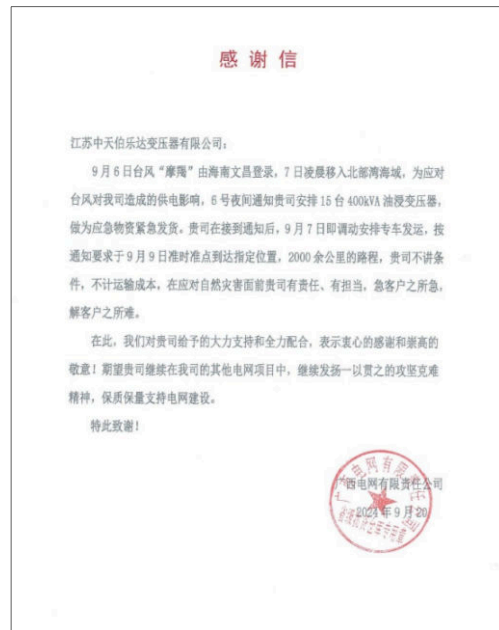 感谢信
江苏中天伯乐达变压器有限公司：
9月6日台风“摩羯”由海南文昌登录，7日凌晨移入北部湾海域，为应对
台风对我司造成的供电影响，6号夜间通知贵司安排15台400kVA油浸变压器，
做为应急物资紧急发货。贵司在接到通知后，9月7日即调动安排专车发运，按
通知要求于9月9日准时准点到达指定位置，2000余公里的路程，贵司不讲条
件，不计运输成本，在应对自然灾害面前贵司有责任、有担当，急客户之所急，
解客户之所难。
在此，我们对贵司给予的大力支持和全力配合，表示衷心的感谢和崇高的
敬意！期望贵司继续在我司的其他电网项目中，继续发扬一以贯之的攻坚克难
精神，保质保量支持电网建设。
特此致谢！
西电网有限责任公司
2024年9月20